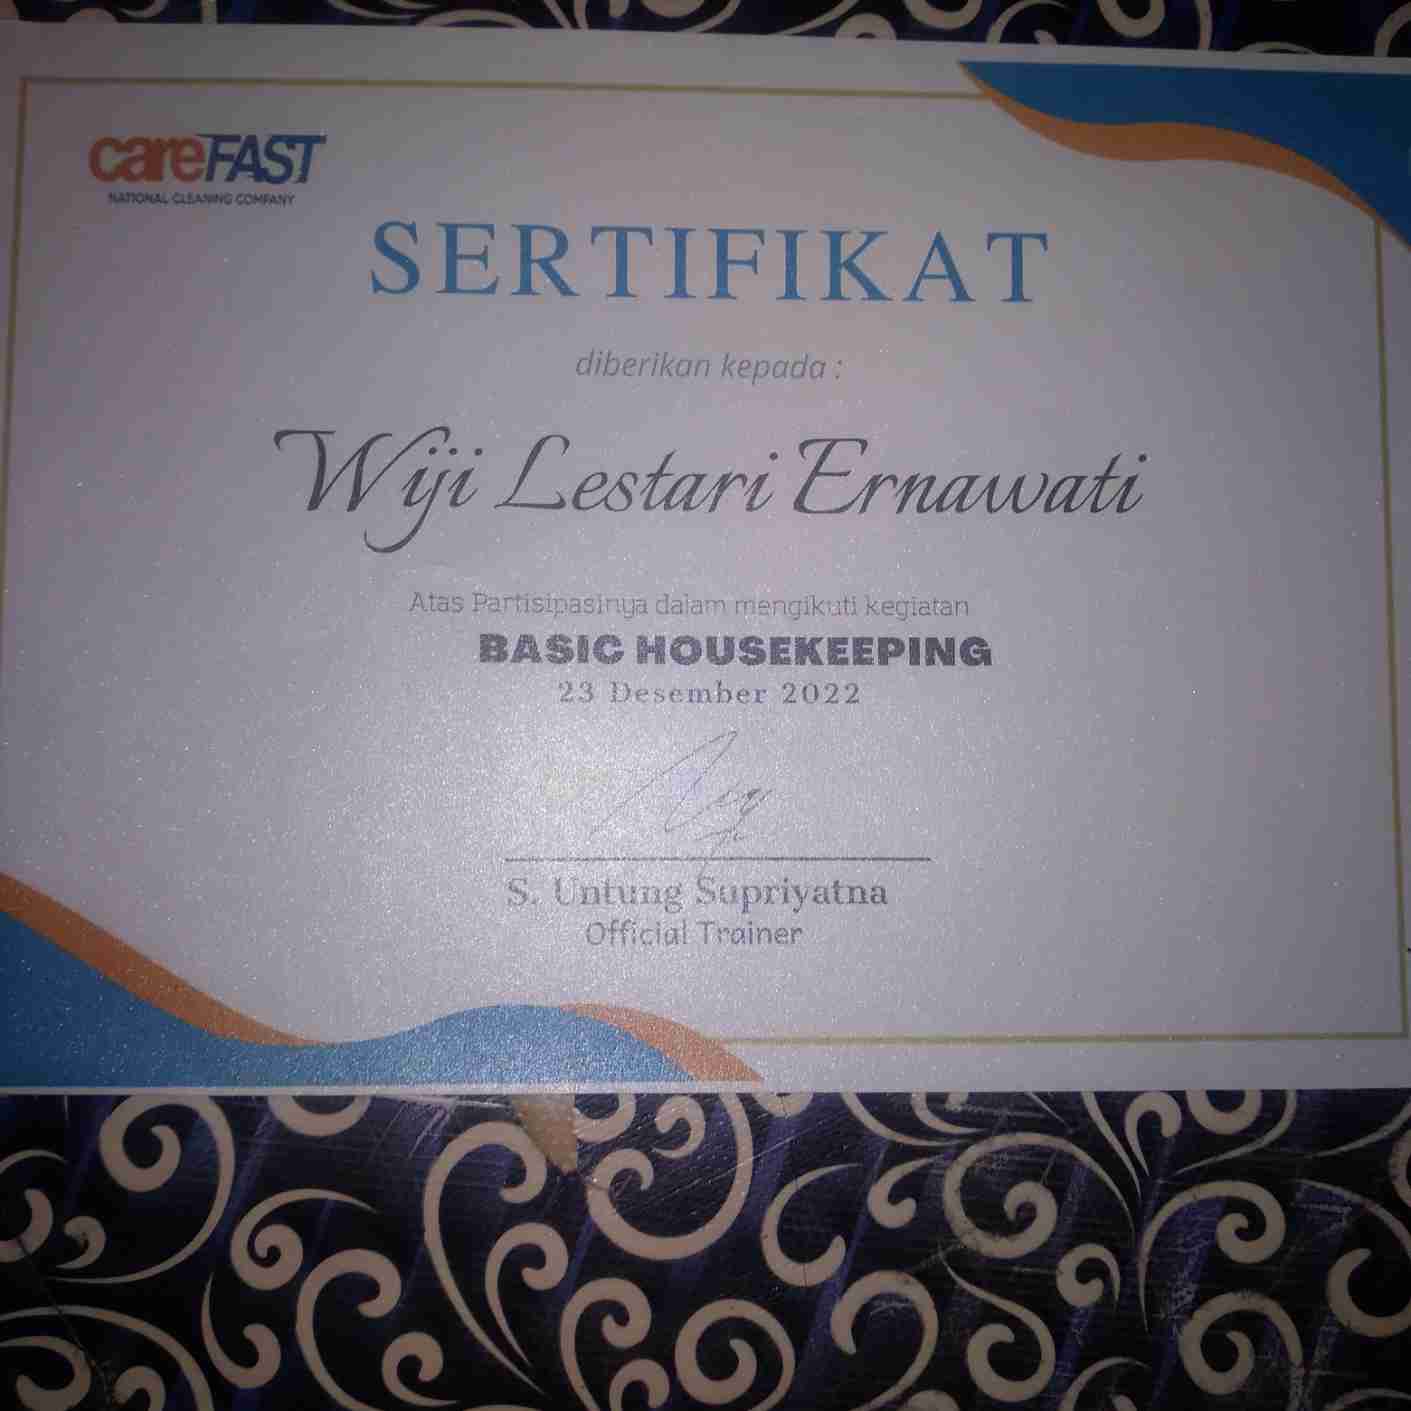 careFAST
NATIONAL CLEANING COMPANY
SERTIFIKAT
diberikan kepada :
Wiji Lestari Ernawati
Atas Partisipasinya dalam mengikuti kegiatan
BASIC HOUSEKEEPING
23 Desember 2022
S. Untung Supriyatna
Official Trainer